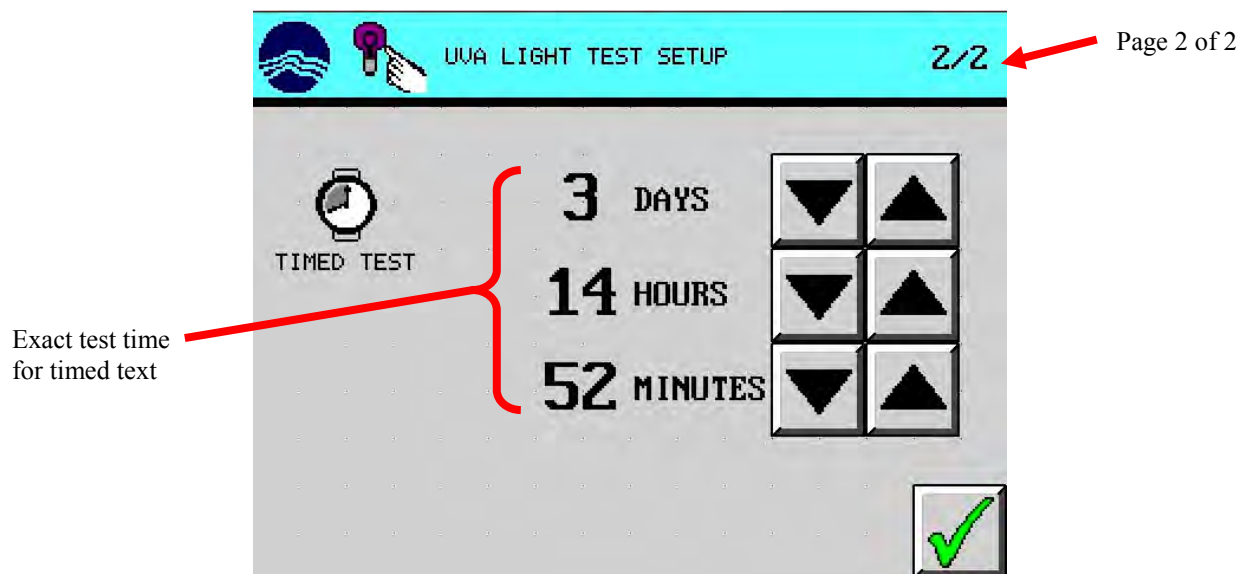 UVA LIGHT TEST SETUP
2/2
Page 2 of 2
3 DAYS
TIMED TEST
14 HOURS
Exact test time
for timed text
52 MINUTES